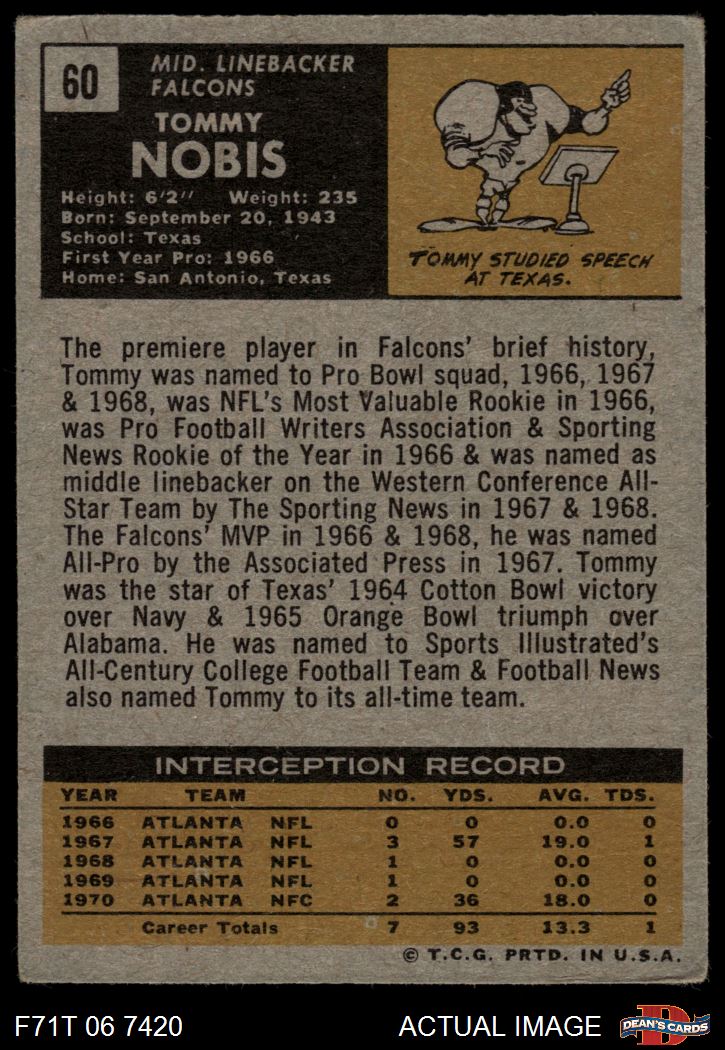 60
MID. LINEBACKER
FALCONS
TOMMY
NOBIS
Height: 6'2" Weight: 235
Born: September 20, 1943
School: Texas
First Year Pro: 1966
Home: San Antonio, Texas
TOMMY STUDIED SPEECH
AT TEXAS.
The premiere player in Falcons' brief history,
Tommy was named to Pro Bowl squad, 1966, 1967
& 1968, was NFL's Most Valuable Rookie in 1966,
was Pro Football Writers Association & Sporting
News Rookie of the Year in 1966 & was named as
middle linebacker on the Western Conference All-
Star Team by The Sporting News in 1967 & 1968.
The Falcons' MVP in 1966 & 1968, he was named
All-Pro by the Associated Press in 1967. Tommy
was the star of Texas' 1964 Cotton Bowl victory
over Navy & 1965 Orange Bowl triumph over
Alabama. He was named to Sports Illustrated's
All-Century College Football Team & Football News
also named Tommy to its all-time team.
INTERCEPTION RECORD
YEAR TEAM NO. YDS. AVG. TDS.
1966 ATLANTA NFL 0 0 0.0 0
1967 ATLANTA NFL 3 57 19.0 1
1968 ATLANTA NFL 1 0 0.0 0
1969 ATLANTA NFL 1 0 0.0 0
1970 ATLANTA NFC 2 36 18.0 0
Career Totals 7 93 13.3 1
© T.C.G. PRTD. IN U.S.A.
F71T 06 7420 ACTUAL IMAGE
D
DEAN'S CARDS